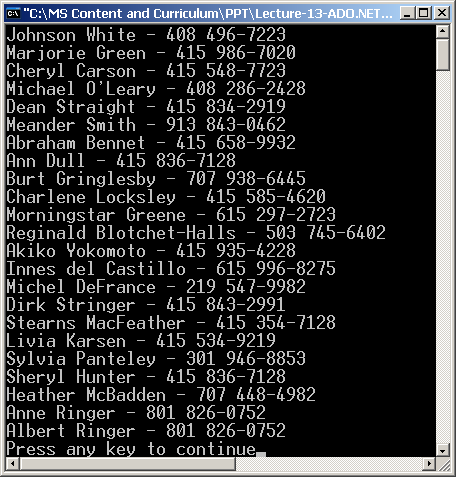 "C:\MS Content and Curriculum\PPT\Lecture-13-ADO.NET...
Johnson White - 408 496-7223
Marjorie Green - 415 986-7020
Cheryl Carson - 415 548-7723
Michael O'Leary - 408 286-2428
Dean Straight - 415 834-2919
Meander Smith - 913 843-0462
Abraham Bennet - 415 658-9932
Ann Dull - 415 836-7128
Burt Gringlesby - 707 938-6445
Charlene Locksley - 415 585-4620
Morningstar Greene - 615 297-2723
Reginald Blotchet-Halls - 503 745-6402
Akiko Yokomoto - 415 935-4228
Innes del Castillo - 615 996-8275
Michel DeFrance - 219 547-9982
Dirk Stringer - 415 843-2991
Stearns MacFeather - 415 354-7128
Livia Karsen - 415 534-9219
Sylvia Panteley - 301 946-8853
Sheryl Hunter - 415 836-7128
Heather McBadden - 707 448-4982
Anne Ringer - 801 826-0752
Albert Ringer - 801 826-0752
Press any key to continue_